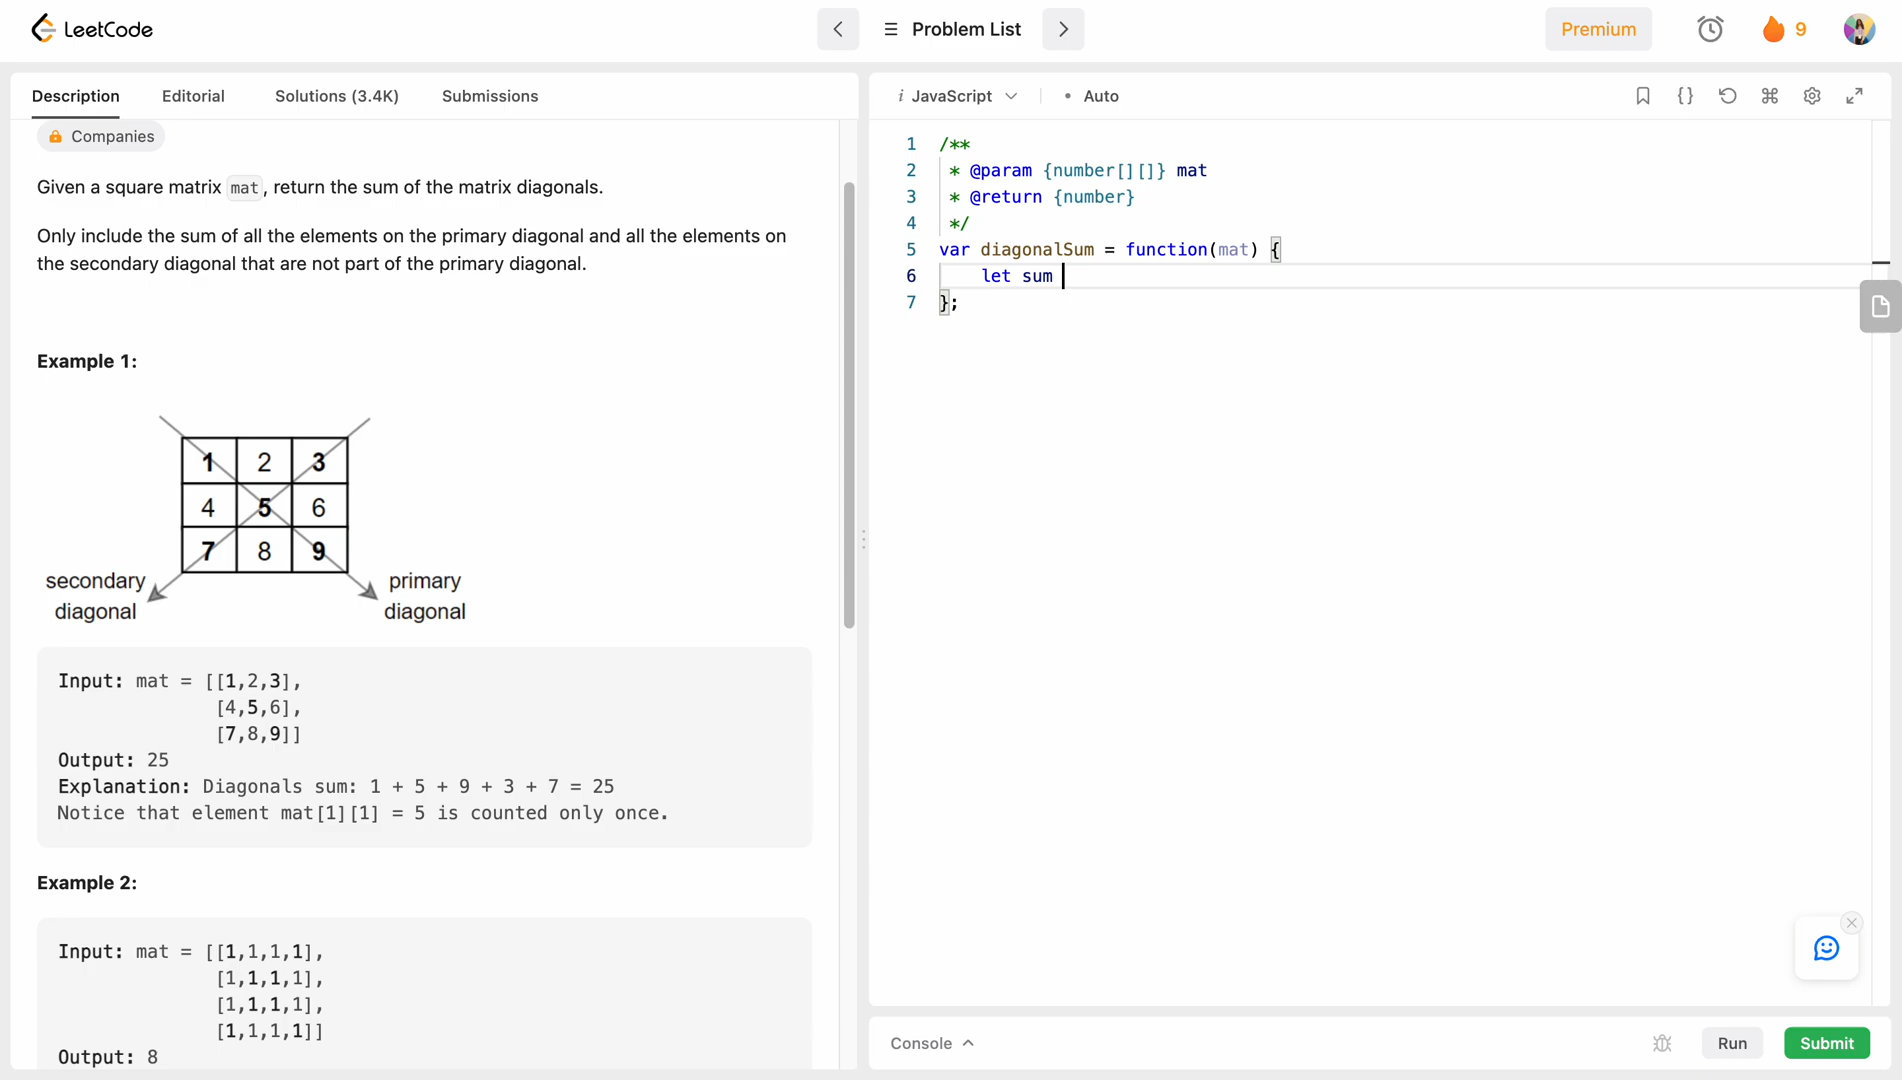 LeetCode
Problem List
Premium
9
Description
Editorial
Solutions (3.4K)
Submissions
Companies
Given a square matrix mat, return the sum of the matrix diagonals.
Only include the sum of all the elements on the primary diagonal and all the elements on
the secondary diagonal that are not part of the primary diagonal.
Example 1:
1 2 3
4 5 6
7 8 9
secondary
diagonal
primary
diagonal
Input: mat = [[1,2,3],
[4,5,6],
[7,8,9]]
Output: 25
Explanation: Diagonals sum: 1 + 5 + 9 + 3 + 7 = 25
Notice that element mat[1][1] = 5 is counted only once.
Example 2:
Input: mat = [[1,1,1,1],
[1,1,1,1],
[1,1,1,1],
[1,1,1,1]]
Output: 8
i JavaScript
• Auto
{}
1 /**
2 * @param {number[][]} mat
3 * @return {number}
4 */
5 var diagonalSum = function(mat) {
6 let sum
7 };
Console
Run
Submit